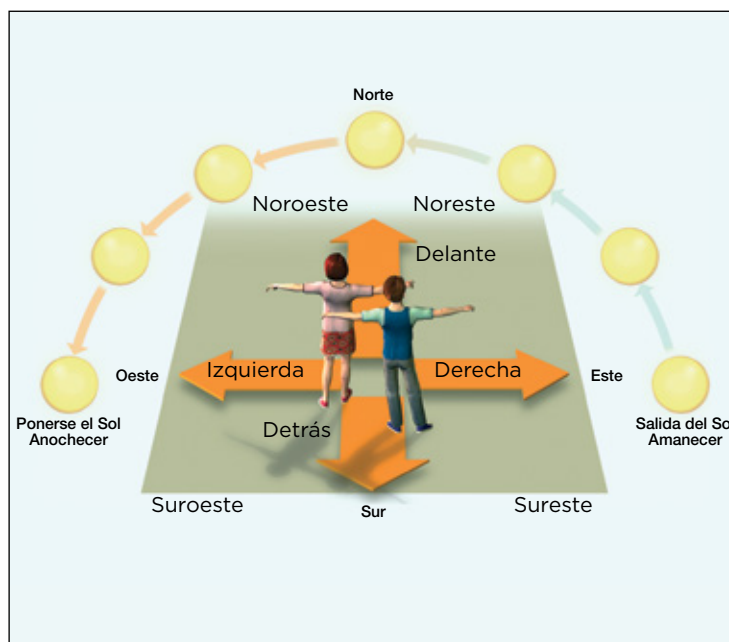 Norte
Noroeste
Noreste
Delante
Oeste
Izquierda
Derecha
Este
Ponerse el Sol
Anochecer
Salida del So
Amanecer
Detrás
Suroeste
Sur
Sureste